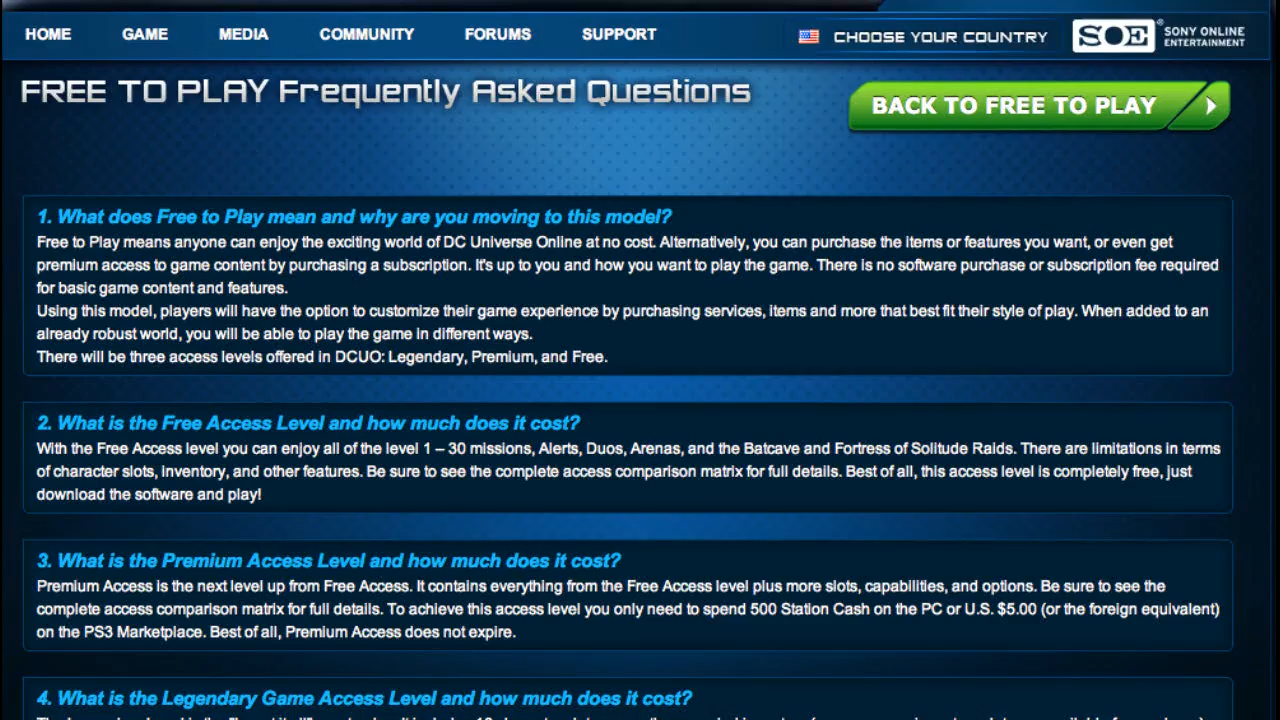 HOME GAME MEDIA COMMUNITY FORUMS SUPPORT CHOOSE YOUR COUNTRY SOE® SONY ONLINE ENTERTAINMENT
FREE TO PLAY Frequently Asked Questions
BACK TO FREE TO PLAY
1. What does Free to Play mean and why are you moving to this model?
Free to Play means anyone can enjoy the exciting world of DC Universe Online at no cost. Alternatively, you can purchase the items or features you want, or even get
premium access to game content by purchasing a subscription. It's up to you and how you want to play the game. There is no software purchase or subscription fee required
for basic game content and features.
Using this model, players will have the option to customize their game experience by purchasing services, items and more that best fit their style of play. When added to an
already robust world, you will be able to play the game in different ways.
There will be three access levels offered in DCUO: Legendary, Premium, and Free.
2. What is the Free Access Level and how much does it cost?
With the Free Access level you can enjoy all of the level 1 – 30 missions, Alerts, Duos, Arenas, and the Batcave and Fortress of Solitude Raids. There are limitations in terms
of character slots, inventory, and other features. Be sure to see the complete access comparison matrix for full details. Best of all, this access level is completely free, just
download the software and play!
3. What is the Premium Access Level and how much does it cost?
Premium Access is the next level up from Free Access. It contains everything from the Free Access level plus more slots, capabilities, and options. Be sure to see the
complete access comparison matrix for full details. To achieve this access level you only need to spend 500 Station Cash on the PC or U.S. $5.00 (or the foreign equivalent)
on the PS3 Marketplace. Best of all, Premium Access does not expire.
4. What is the Legendary Game Access Level and how much does it cost?